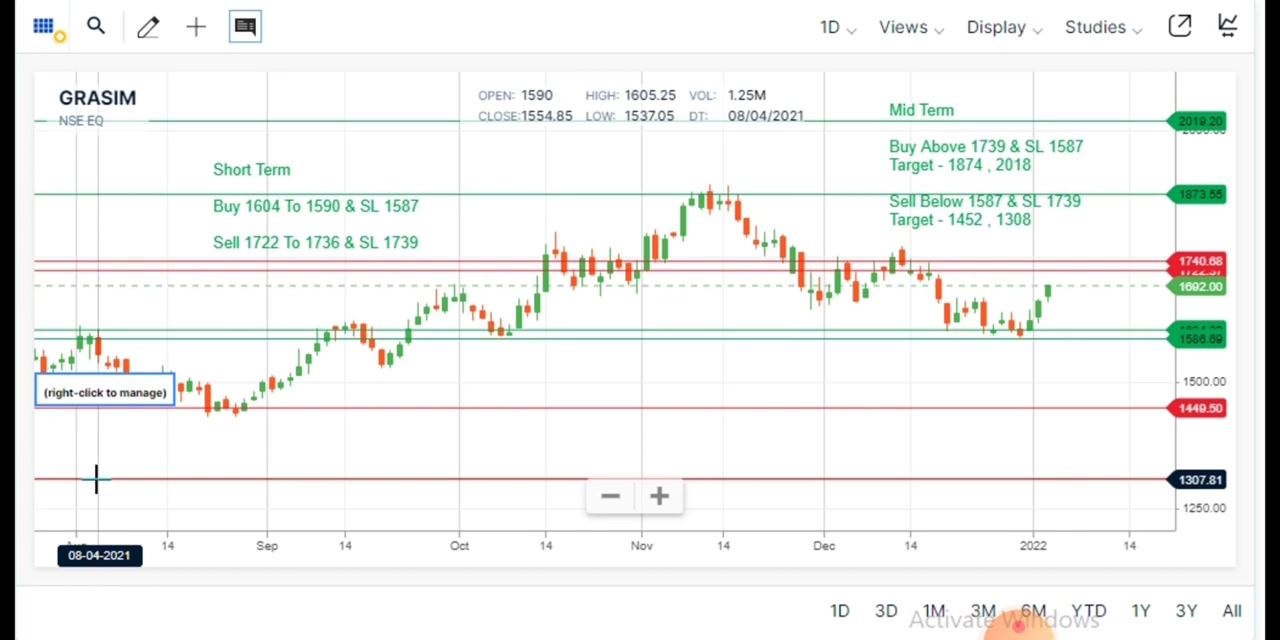 1D Views Display Studies
GRASIM
NSE EQ
OPEN: 1590 HIGH: 1605.25 VOL: 1.25M
CLOSE:1554.85 LOW: 1537.05 DT: 08/04/2021
Mid Term
Buy Above 1739 & SL 1587
Target - 1874 , 2018
Sell Below 1587 & SL 1739
Target - 1452 , 1308
Short Term
Buy 1604 To 1590 & SL 1587
Sell 1722 To 1736 & SL 1739
2019.20
1873.55
1740.68
1692.00
1586.69
1500.00
1449.50
1307.81
1250.00
(right-click to manage)
14 Sep 14 Oct 14 Nov 14 Dec 14 2022 14
08-04-2021
1D 3D 1M 3M 6M YTD 1Y 3Y All
Activate Windows